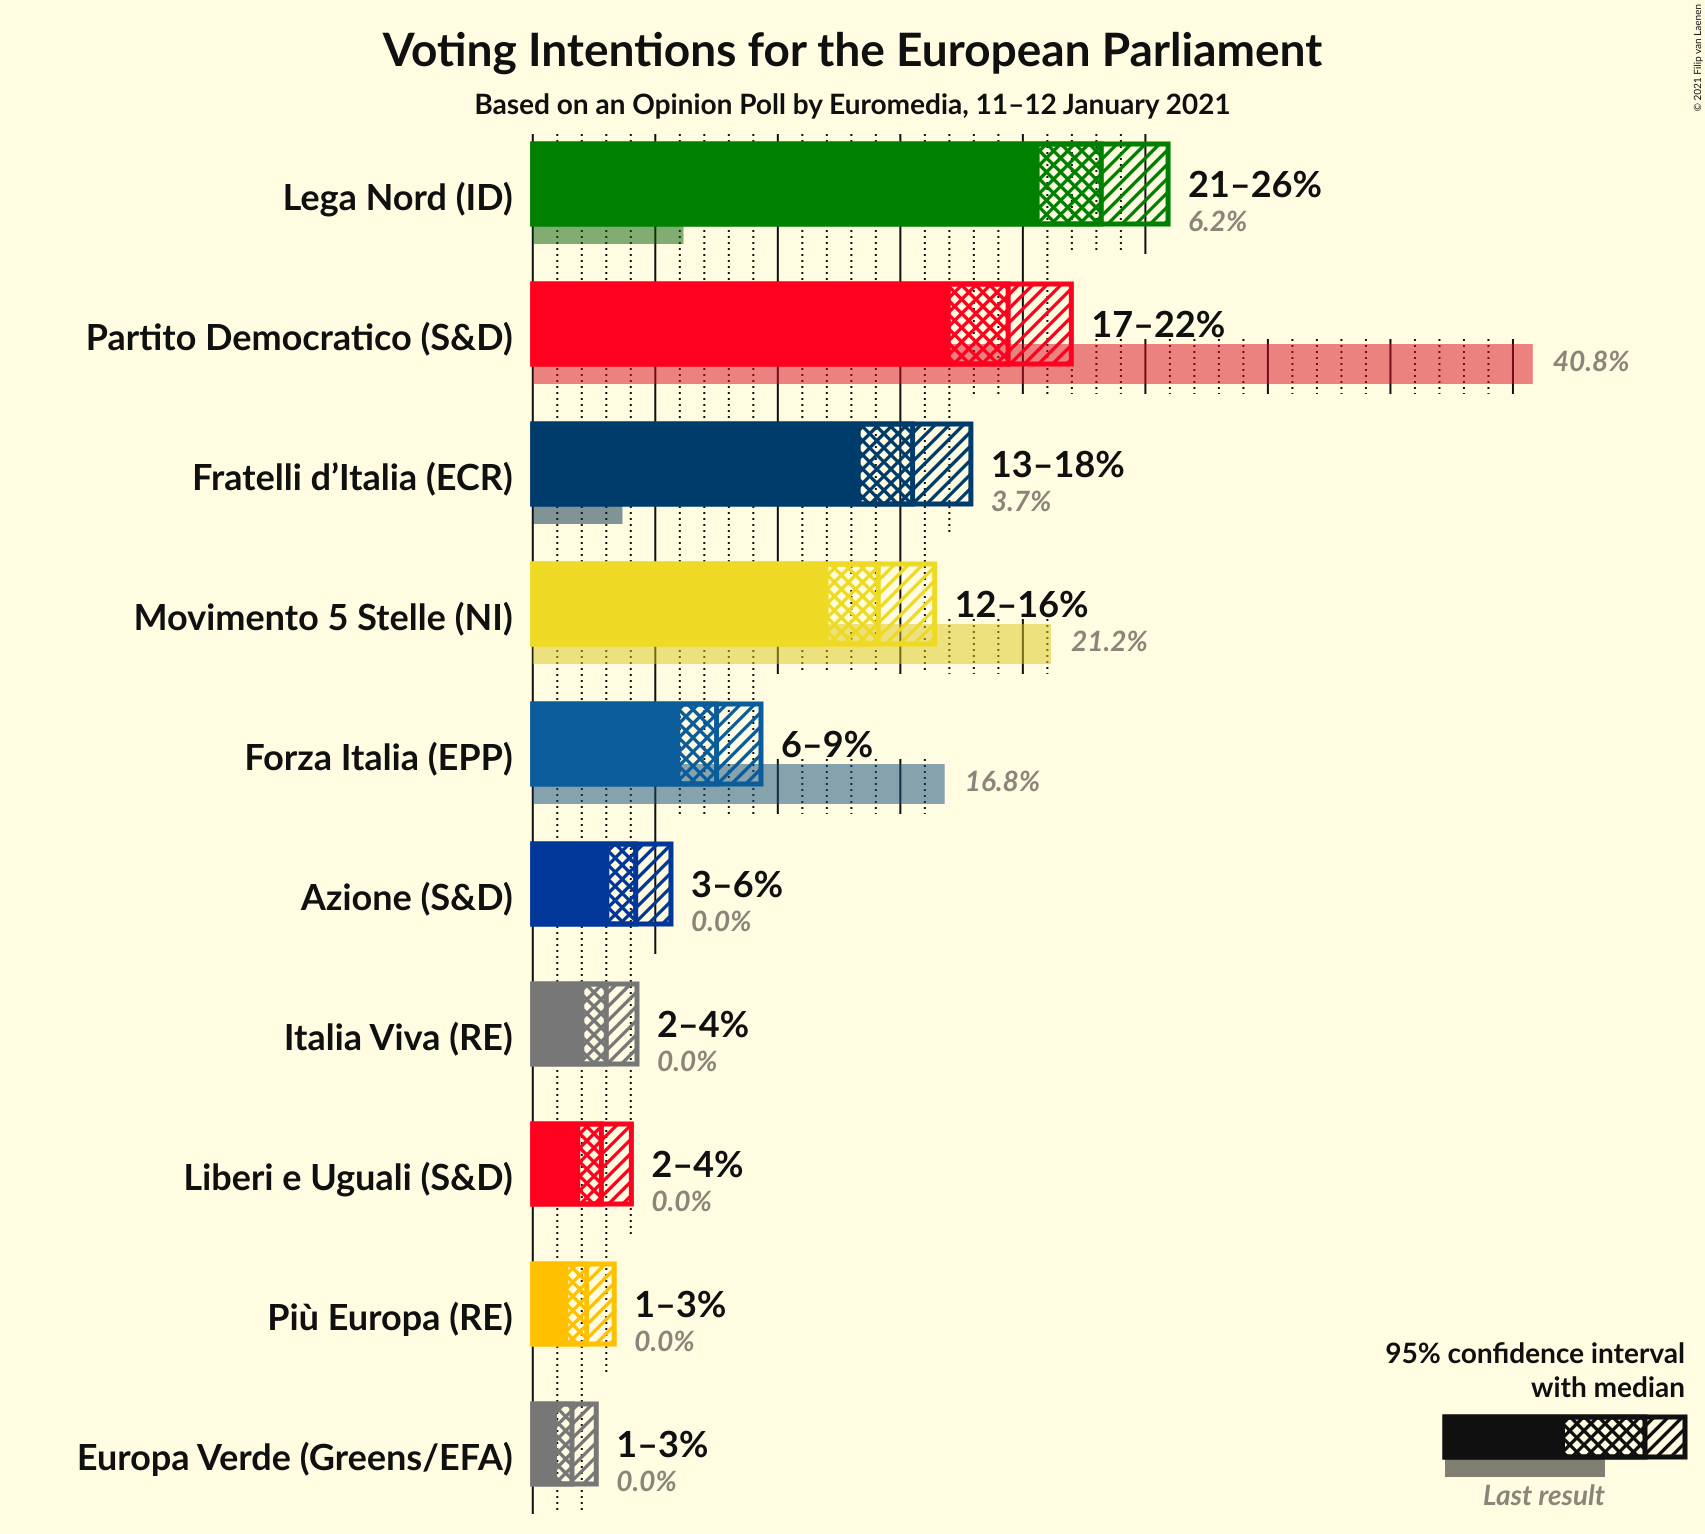 Voting Intentions for the European Parliament
Based on an Opinion Poll by Euromedia, 11–12 January 2021
© 2021 Filip van Laenen
Lega Nord (ID)
21–26%
6.2%
Partito Democratico (S&D)
17–22%
40.8%
Fratelli d’Italia (ECR)
13–18%
3.7%
Movimento 5 Stelle (NI)
12–16%
21.2%
Forza Italia (EPP)
6–9%
16.8%
Azione (S&D)
3–6%
0.0%
Italia Viva (RE)
2–4%
0.0%
Liberi e Uguali (S&D)
2–4%
0.0%
Più Europa (RE)
1–3%
0.0%
Europa Verde (Greens/EFA)
1–3%
0.0%
95% confidence interval
with median
Last result